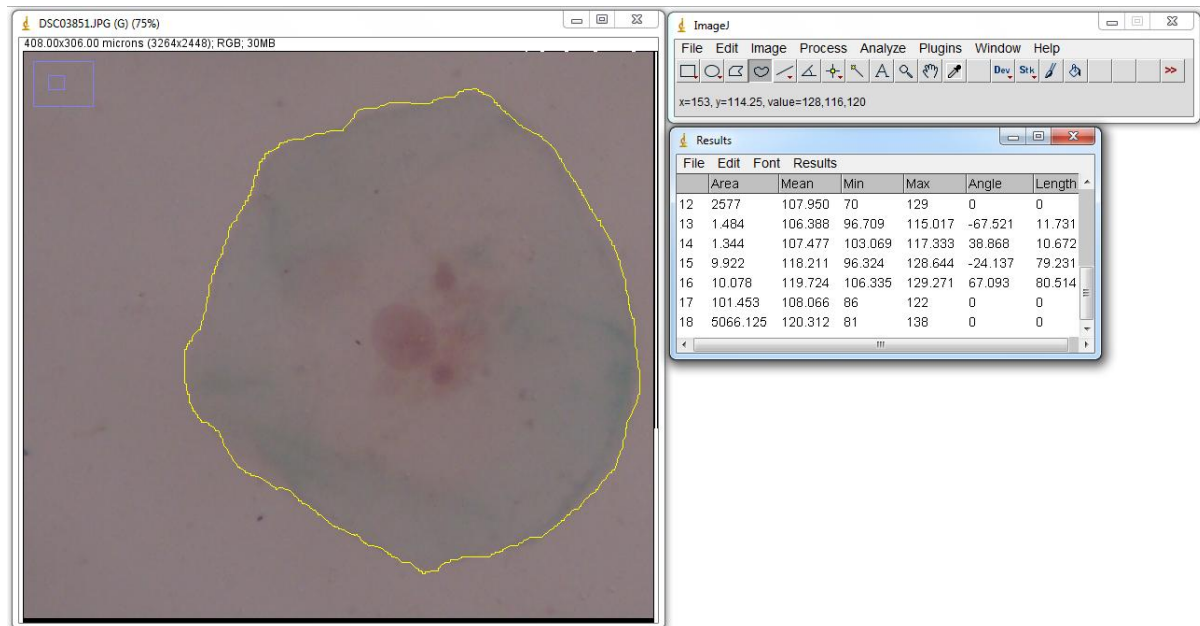 DSC03851.JPG (G) (75%)
408.00x306.00 microns (3264x2448); RGB; 30MB
ImageJ
File Edit Image Process Analyze Plugins Window Help
A Dev Stk >>
x=153, y=114.25, value=128,116,120
Results
File Edit Font Results
Area Mean Min Max Angle Length
12 2577 107.950 70 129 0 0
13 1.484 106.388 96.709 115.017 -67.521 11.731
14 1.344 107.477 103.069 117.333 38.868 10.672
15 9.922 118.211 96.324 128.644 -24.137 79.231
16 10.078 119.724 106.335 129.271 67.093 80.514
17 101.453 108.066 86 122 0 0
18 5066.125 120.312 81 138 0 0